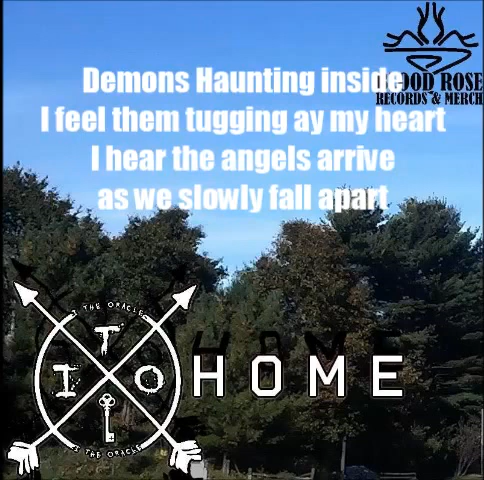 Demons Haunting inside
I feel them tugging ay my heart
I hear the angels arrive
as we slowly fall apart
ROSE
RECORDS & MERCH
I THE ORACLE
T
I O HOME
I THE ORACLE